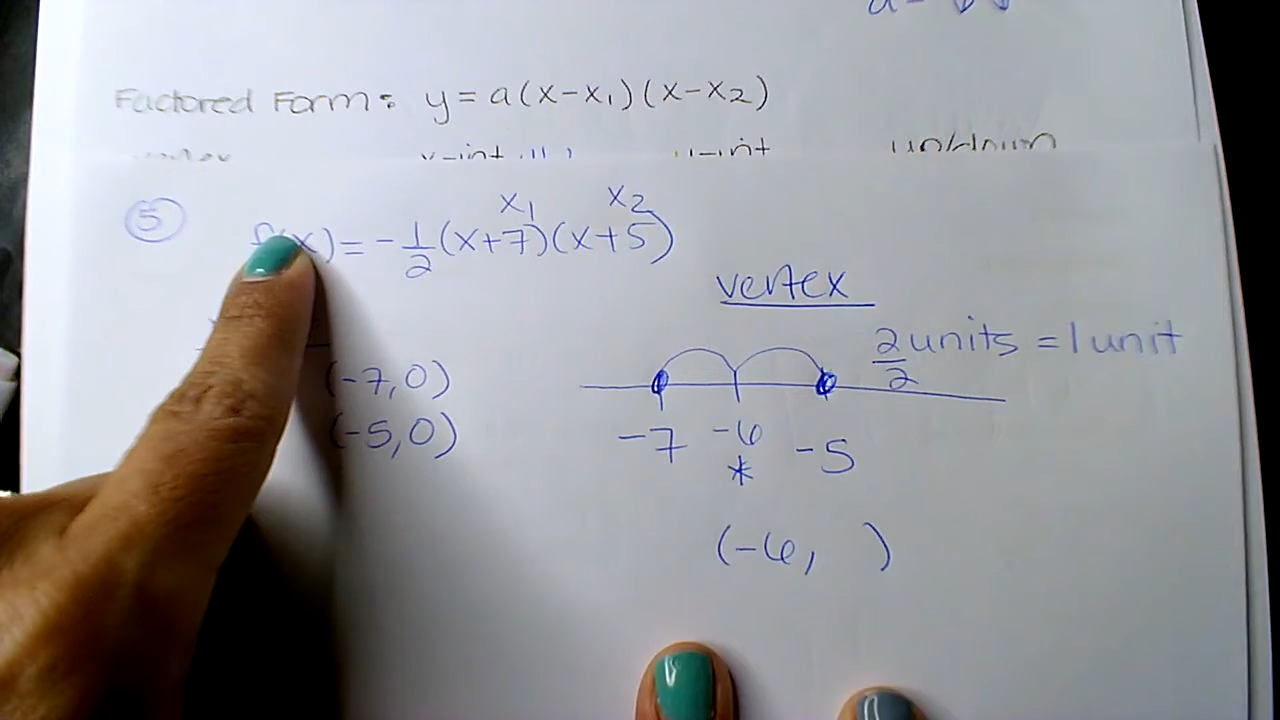 Factored Form: y = a(x-x₁)(x-x₂)
x₁ x₂
5 f(x) = -1/2(x+7)(x+5)
vertex
2/2 units = 1 unit
(-7,0)
(-5,0)
-7 -6 -5
*
(-6, )